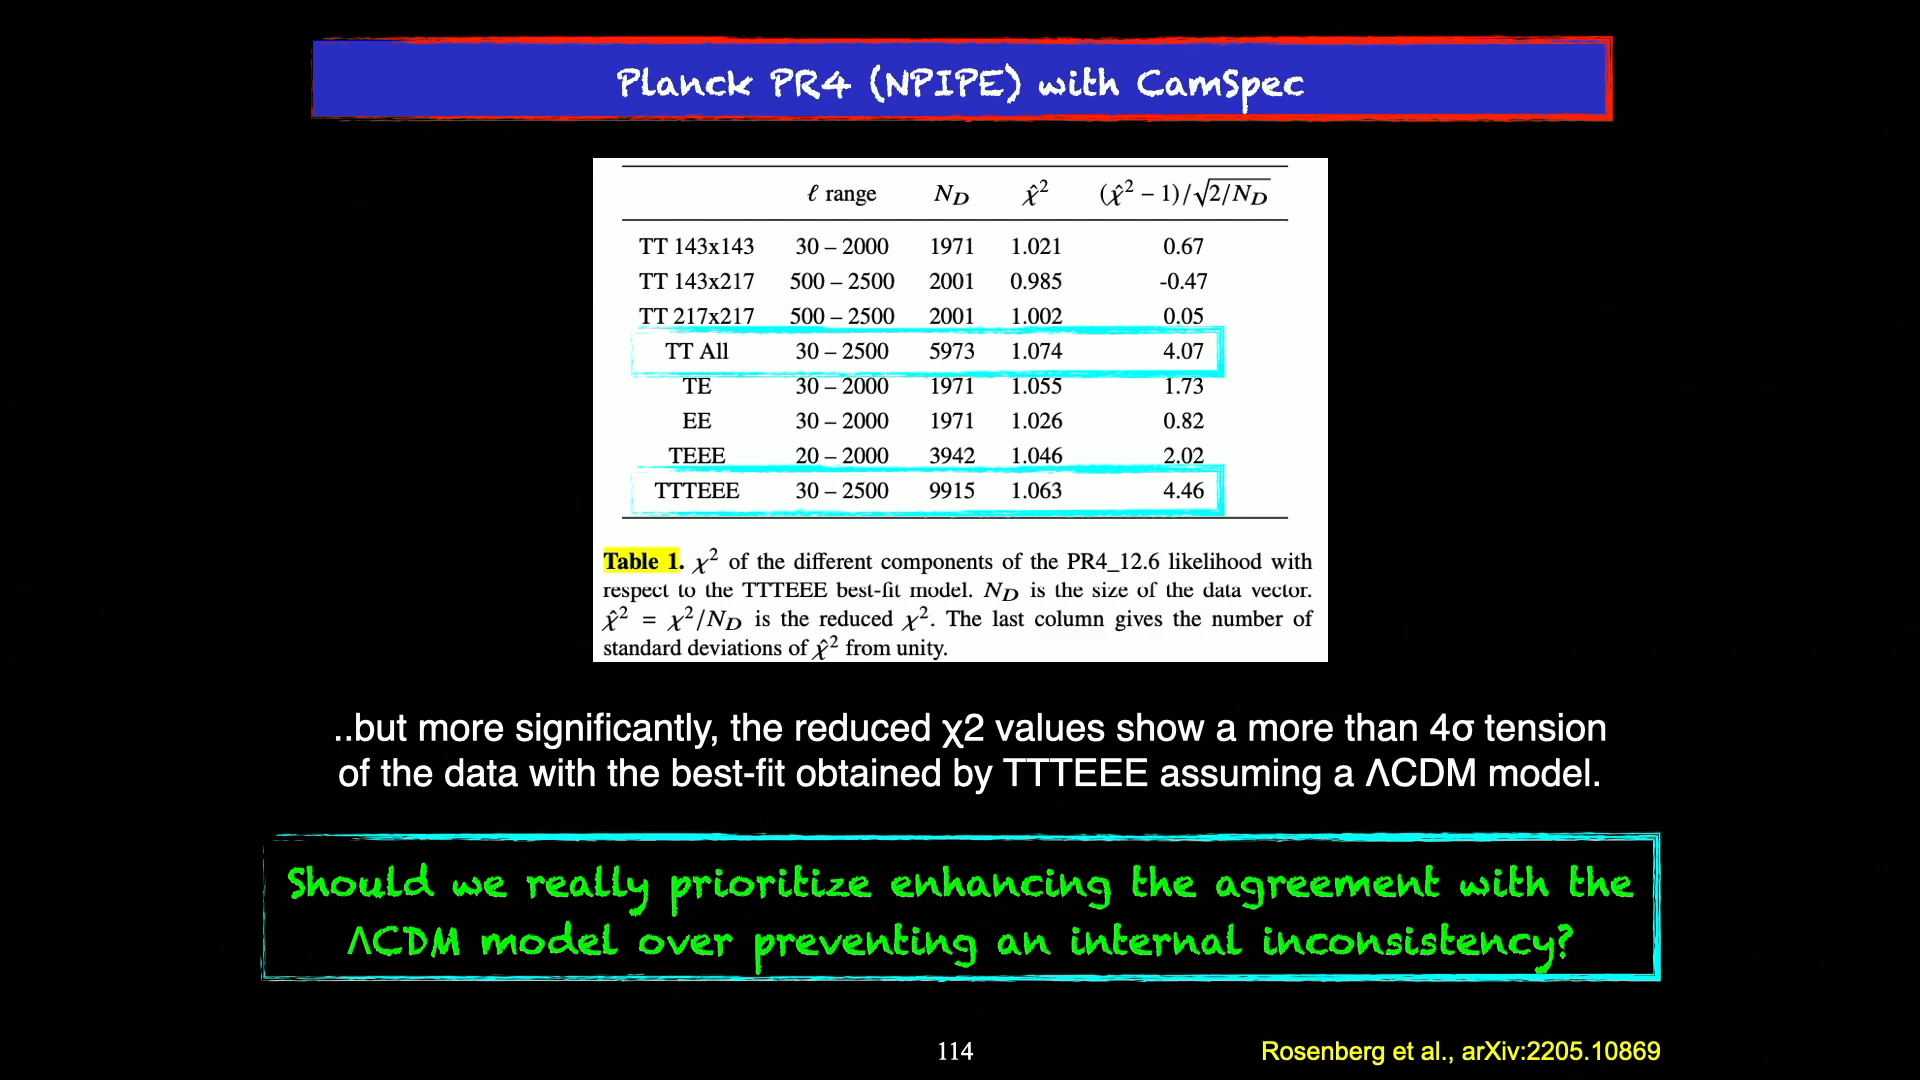 Planck PR4 (NPIPE) with CamSpec
ℓ range N_D χ̂² (χ̂² − 1)/√2/N_D
TT 143x143 30 – 2000 1971 1.021 0.67
TT 143x217 500 – 2500 2001 0.985 -0.47
TT 217x217 500 – 2500 2001 1.002 0.05
TT All 30 – 2500 5973 1.074 4.07
TE 30 – 2000 1971 1.055 1.73
EE 30 – 2000 1971 1.026 0.82
TEEE 20 – 2000 3942 1.046 2.02
TTTEEE 30 – 2500 9915 1.063 4.46
Table 1. χ² of the different components of the PR4_12.6 likelihood with
respect to the TTTEEE best-fit model. N_D is the size of the data vector.
χ̂² = χ²/N_D is the reduced χ². The last column gives the number of
standard deviations of χ̂² from unity.
..but more significantly, the reduced χ2 values show a more than 4σ tension
of the data with the best-fit obtained by TTTEEE assuming a ΛCDM model.
Should we really prioritize enhancing the agreement with the
ΛCDM model over preventing an internal inconsistency?
114
Rosenberg et al., arXiv:2205.10869